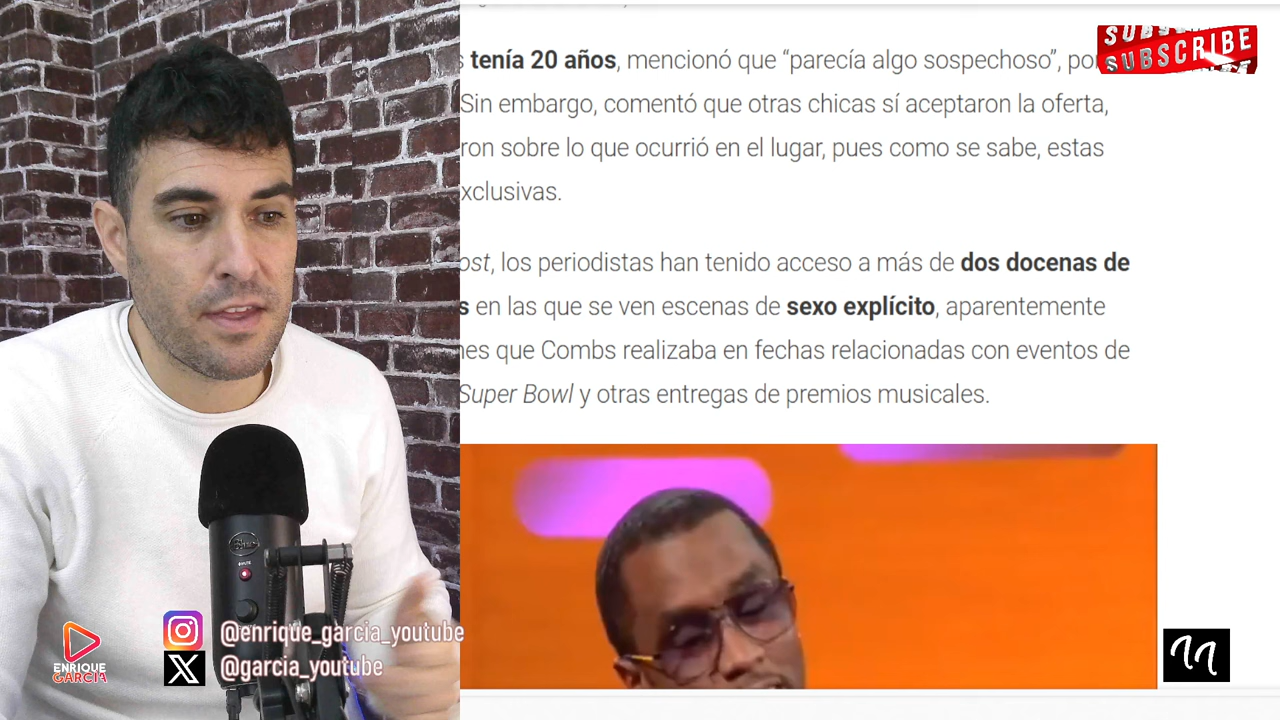 tenía 20 años, mencionó que “parecía algo sospechoso”, por
Sin embargo, comentó que otras chicas sí aceptaron la oferta,
ron sobre lo que ocurrió en el lugar, pues como se sabe, estas
xclusivas.
ost, los periodistas han tenido acceso a más de dos docenas de
s en las que se ven escenas de sexo explícito, aparentemente
nes que Combs realizaba en fechas relacionadas con eventos de
Super Bowl y otras entregas de premios musicales.
SUBSCRIBE
SUBSCRIBE
@enrique_garcia_youtube
@garcia_youtube
ENRIQUE
GARCIA